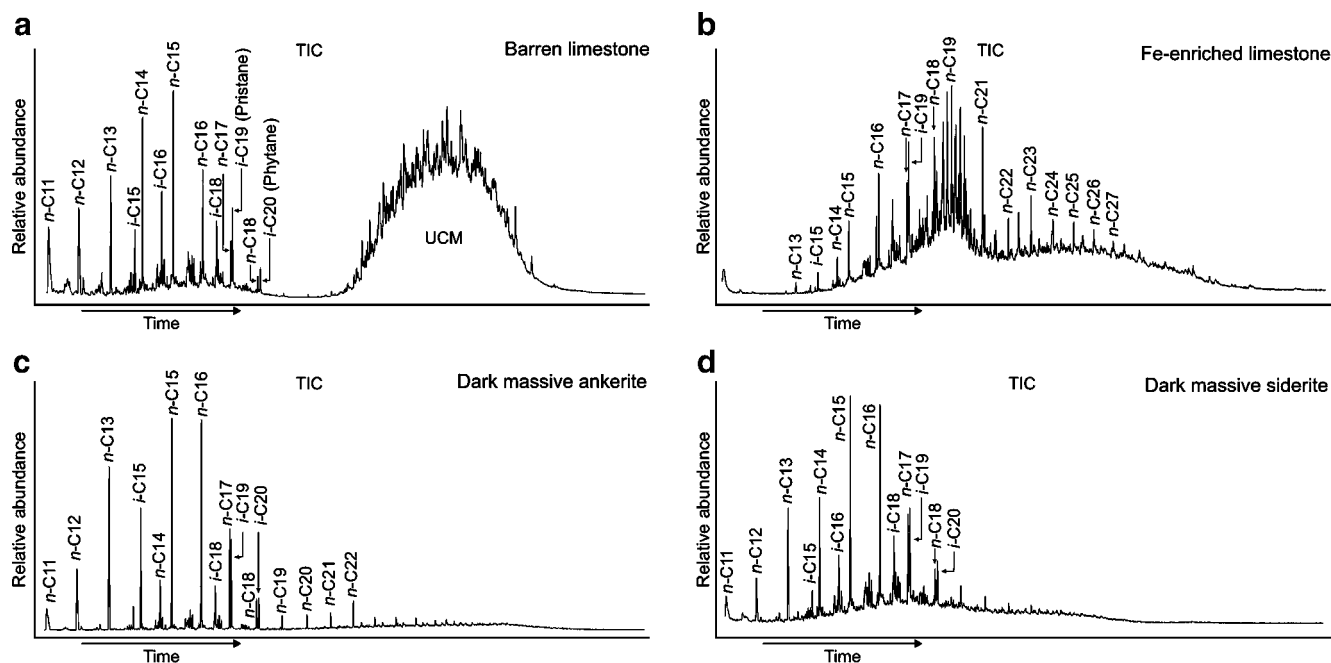 a
TIC
Barren limestone
Relative abundance
n-C11
n-C12
n-C13
i-C15
n-C14
i-C16
n-C15
n-C16
i-C18
n-C17
i-C19 (Pristane)
n-C18
i-C20 (Phytane)
UCM
Time
b
TIC
Fe-enriched limestone
Relative abundance
n-C13
i-C15
n-C14
n-C15
n-C16
n-C17
i-C19
n-C18
n-C19
n-C21
n-C22
n-C23
n-C24
n-C25
n-C26
n-C27
Time
c
TIC
Dark massive ankerite
Relative abundance
n-C11
n-C12
n-C13
i-C15
n-C14
n-C15
n-C16
i-C18
n-C17
i-C19
n-C18
i-C20
n-C19
n-C20
n-C21
n-C22
Time
d
TIC
Dark massive siderite
Relative abundance
n-C11
n-C12
n-C13
i-C15
n-C14
i-C16
n-C15
n-C16
i-C18
n-C17
i-C19
n-C18
i-C20
Time